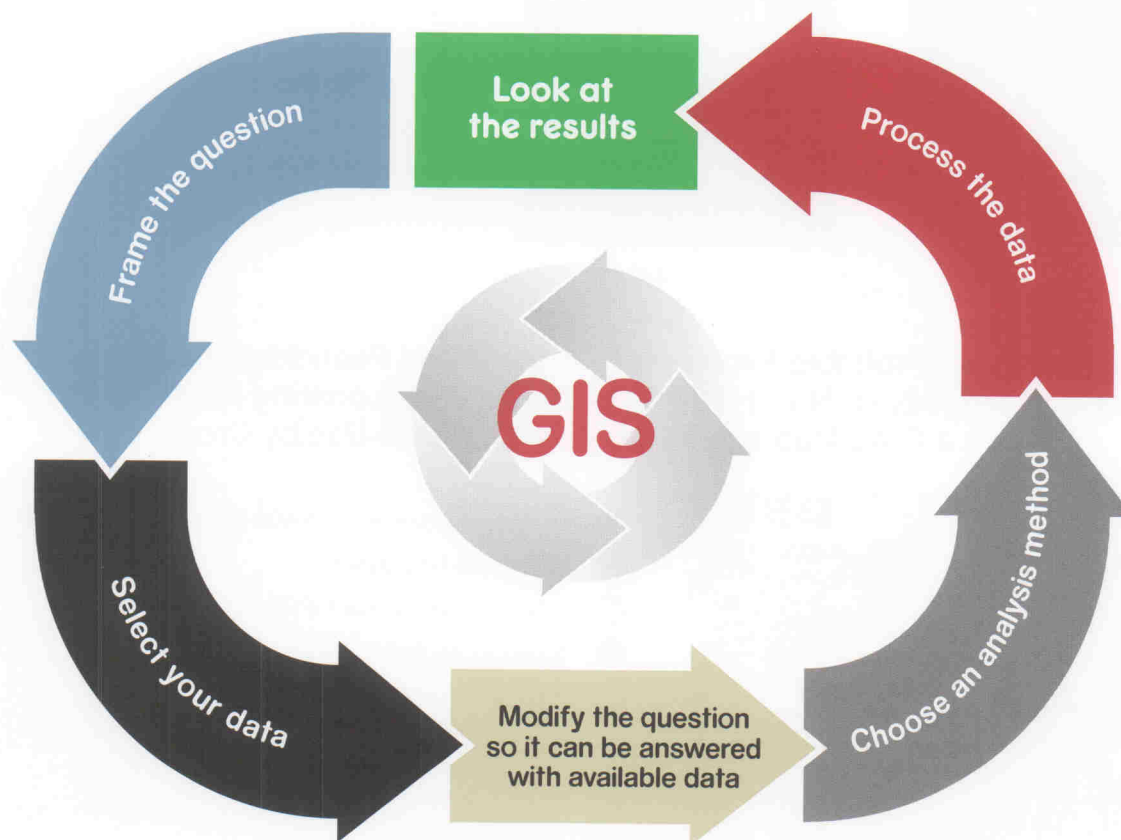 Look at
the results
Process the data
Frame the question
GIS
Select your data
Modify the question
so it can be answered
with available data
Choose an analysis method